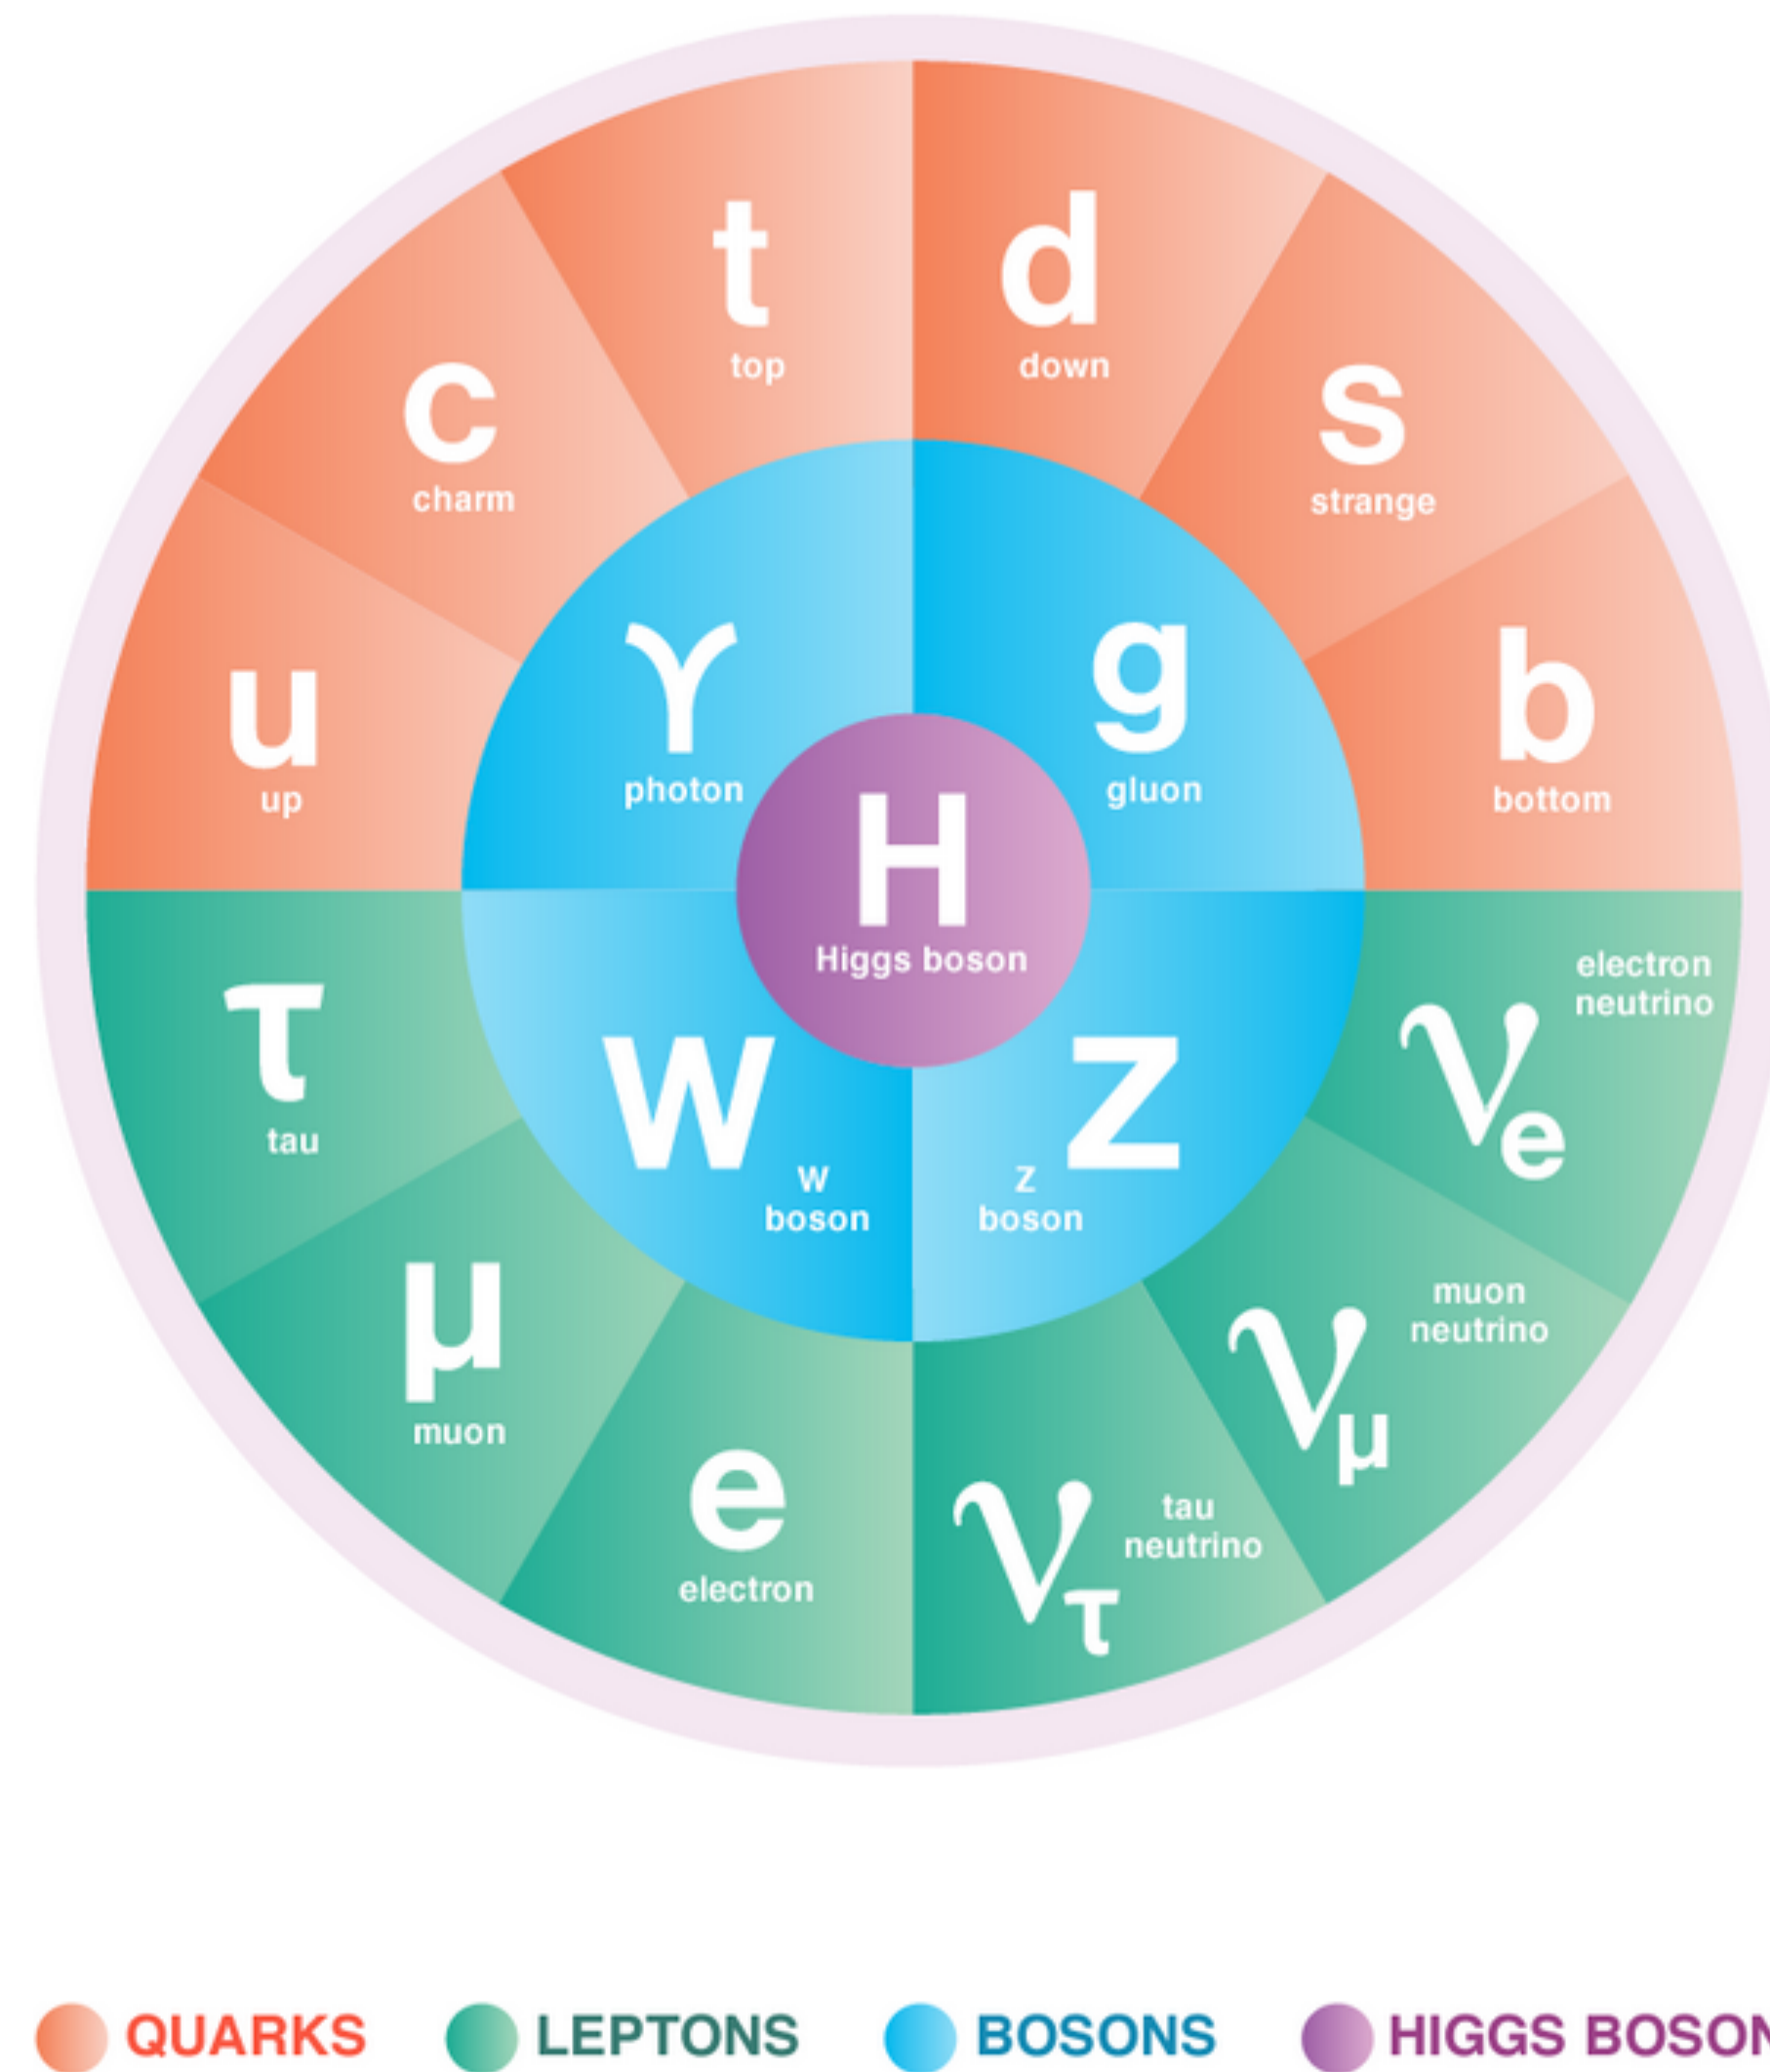 t
top
d
down
c
charm
s
strange
u
up
γ
photon
g
gluon
b
bottom
H
Higgs boson
τ
tau
W
W
boson
Z
Z
boson
νe
electron
neutrino
μ
muon
νμ
muon
neutrino
e
electron
ντ
tau
neutrino
QUARKS
LEPTONS
BOSONS
HIGGS BOSON